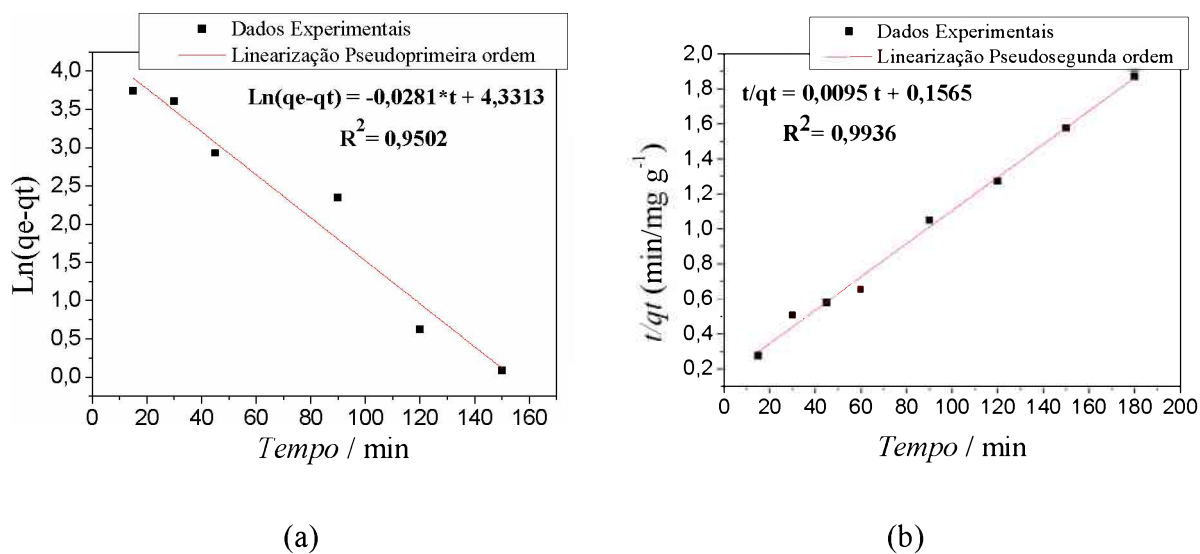 Dados Experimentais
Linearização Pseudoprimeira ordem
Ln(qe-qt) = -0,0281*t + 4,3313
R²= 0,9502
4,0
3,5
3,0
2,5
2,0
1,5
1,0
0,5
0,0
Ln(qe-qt)
0 20 40 60 80 100 120 140 160
Tempo / min
(a)
Dados Experimentais
Linearização Pseudosegunda ordem
t/qt = 0,0095 t + 0,1565
R²= 0,9936
2,0
1,8
1,6
1,4
1,2
1,0
0,8
0,6
0,4
0,2
t/qt (min/mg g⁻¹)
0 20 40 60 80 100 120 140 160 180 200
Tempo / min
(b)